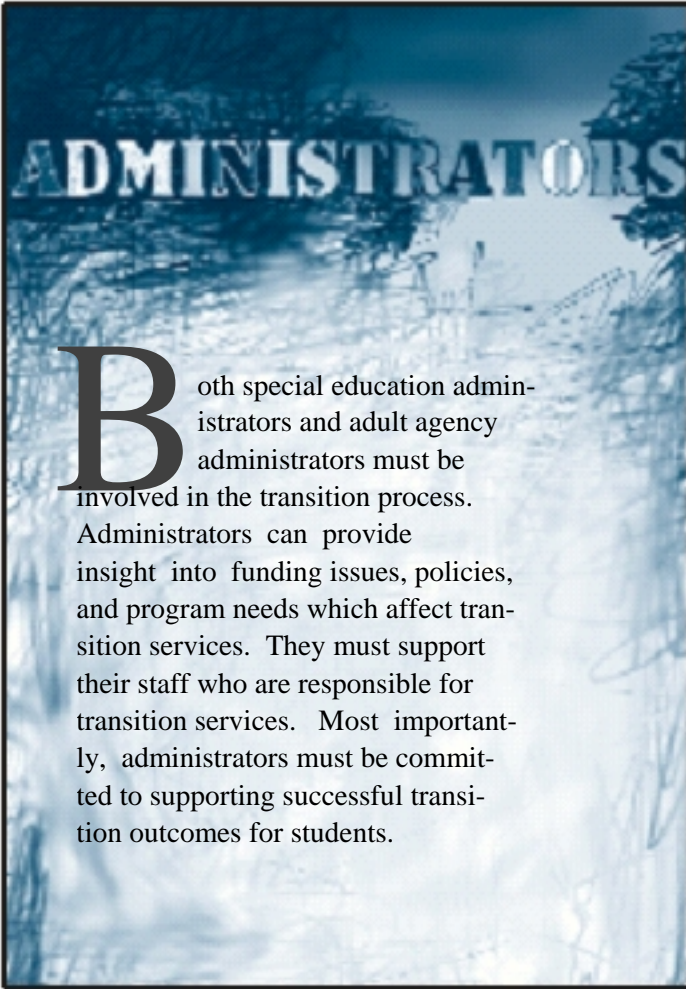 ADMINISTRATORS
Both special education admin-
istrators and adult agency
administrators must be
involved in the transition process.
Administrators can provide
insight into funding issues, policies,
and program needs which affect tran-
sition services. They must support
their staff who are responsible for
transition services. Most important-
ly, administrators must be commit-
ted to supporting successful transi-
tion outcomes for students.